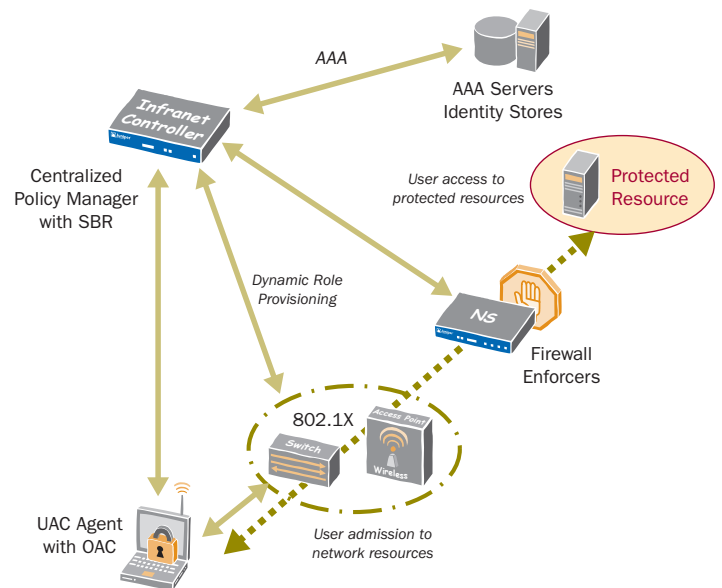 AAA
AAA Servers
Identity Stores
Infranet
Controller
Centralized
Policy Manager
with SBR
User access to
protected resources
Protected
Resource
Dynamic Role
Provisioning
NS
Firewall
Enforcers
802.1X
Access Point
Switch
Wireless
UAC Agent
with OAC
User admission to
network resources